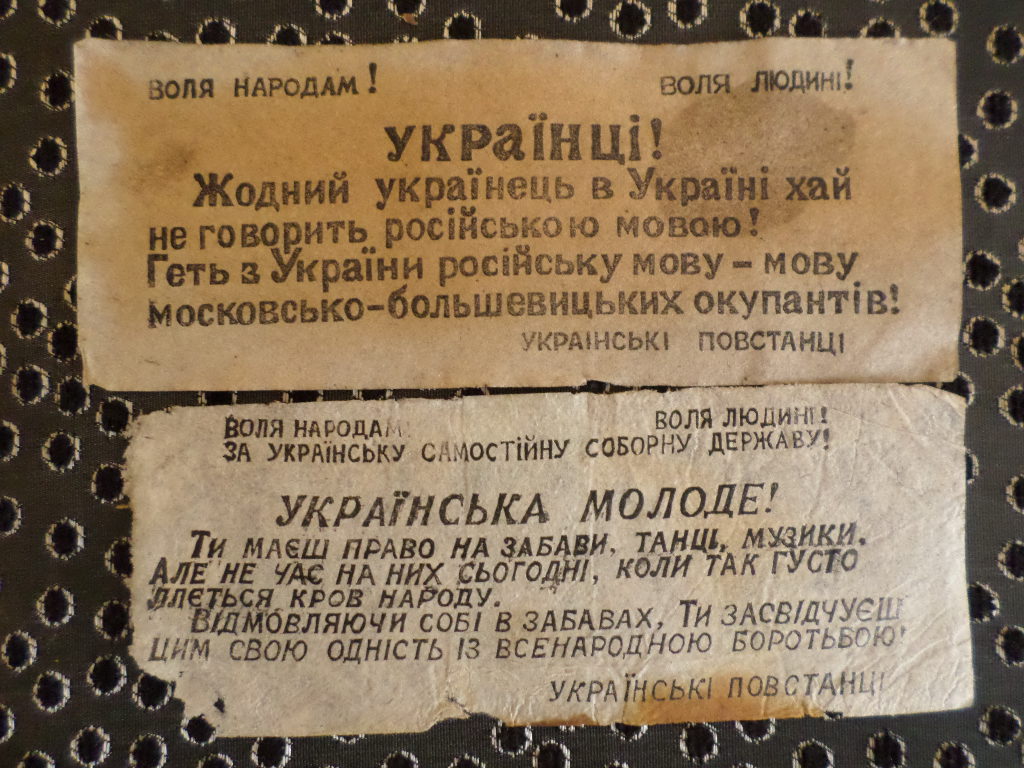 ВОЛЯ НАРОДАМ! ВОЛЯ ЛЮДИНІ!
УКРАЇНЦІ!
Жодний українець в Україні хай
не говорить російською мовою!
Геть з України російську мову – мову
московсько-большевицьких окупантів!
УКРАІНСЬКІ ПОВСТАНЦІ
ВОЛЯ НАРОДАМ! ВОЛЯ ЛЮДИНІ!
ЗА УКРАЇНСЬКУ САМОСТІЙНУ СОБОРНУ ДЕРЖАВУ!
УКРАЇНСЬКА МОЛОДЕ!
ТИ МАЄШ ПРАВО НА ЗАБАВИ, ТАНЦІ, МУЗИКИ.
АЛЕ НЕ ЧАС НА НИХ СЬОГОДНІ, КОЛИ ТАК ГУСТО
ЛЛЄТЬСЯ КРОВ НАРОДУ.
ВІДМОВЛЯЮЧИ СОБІ В ЗАБАВАХ, ТИ ЗАСВІДЧУЄШ
ЦИМ СВОЮ ОДНІСТЬ ІЗ ВСЕНАРОДНОЮ БОРОТЬБОЮ!
УКРАЇНСЬКІ ПОВСТАНЦІ